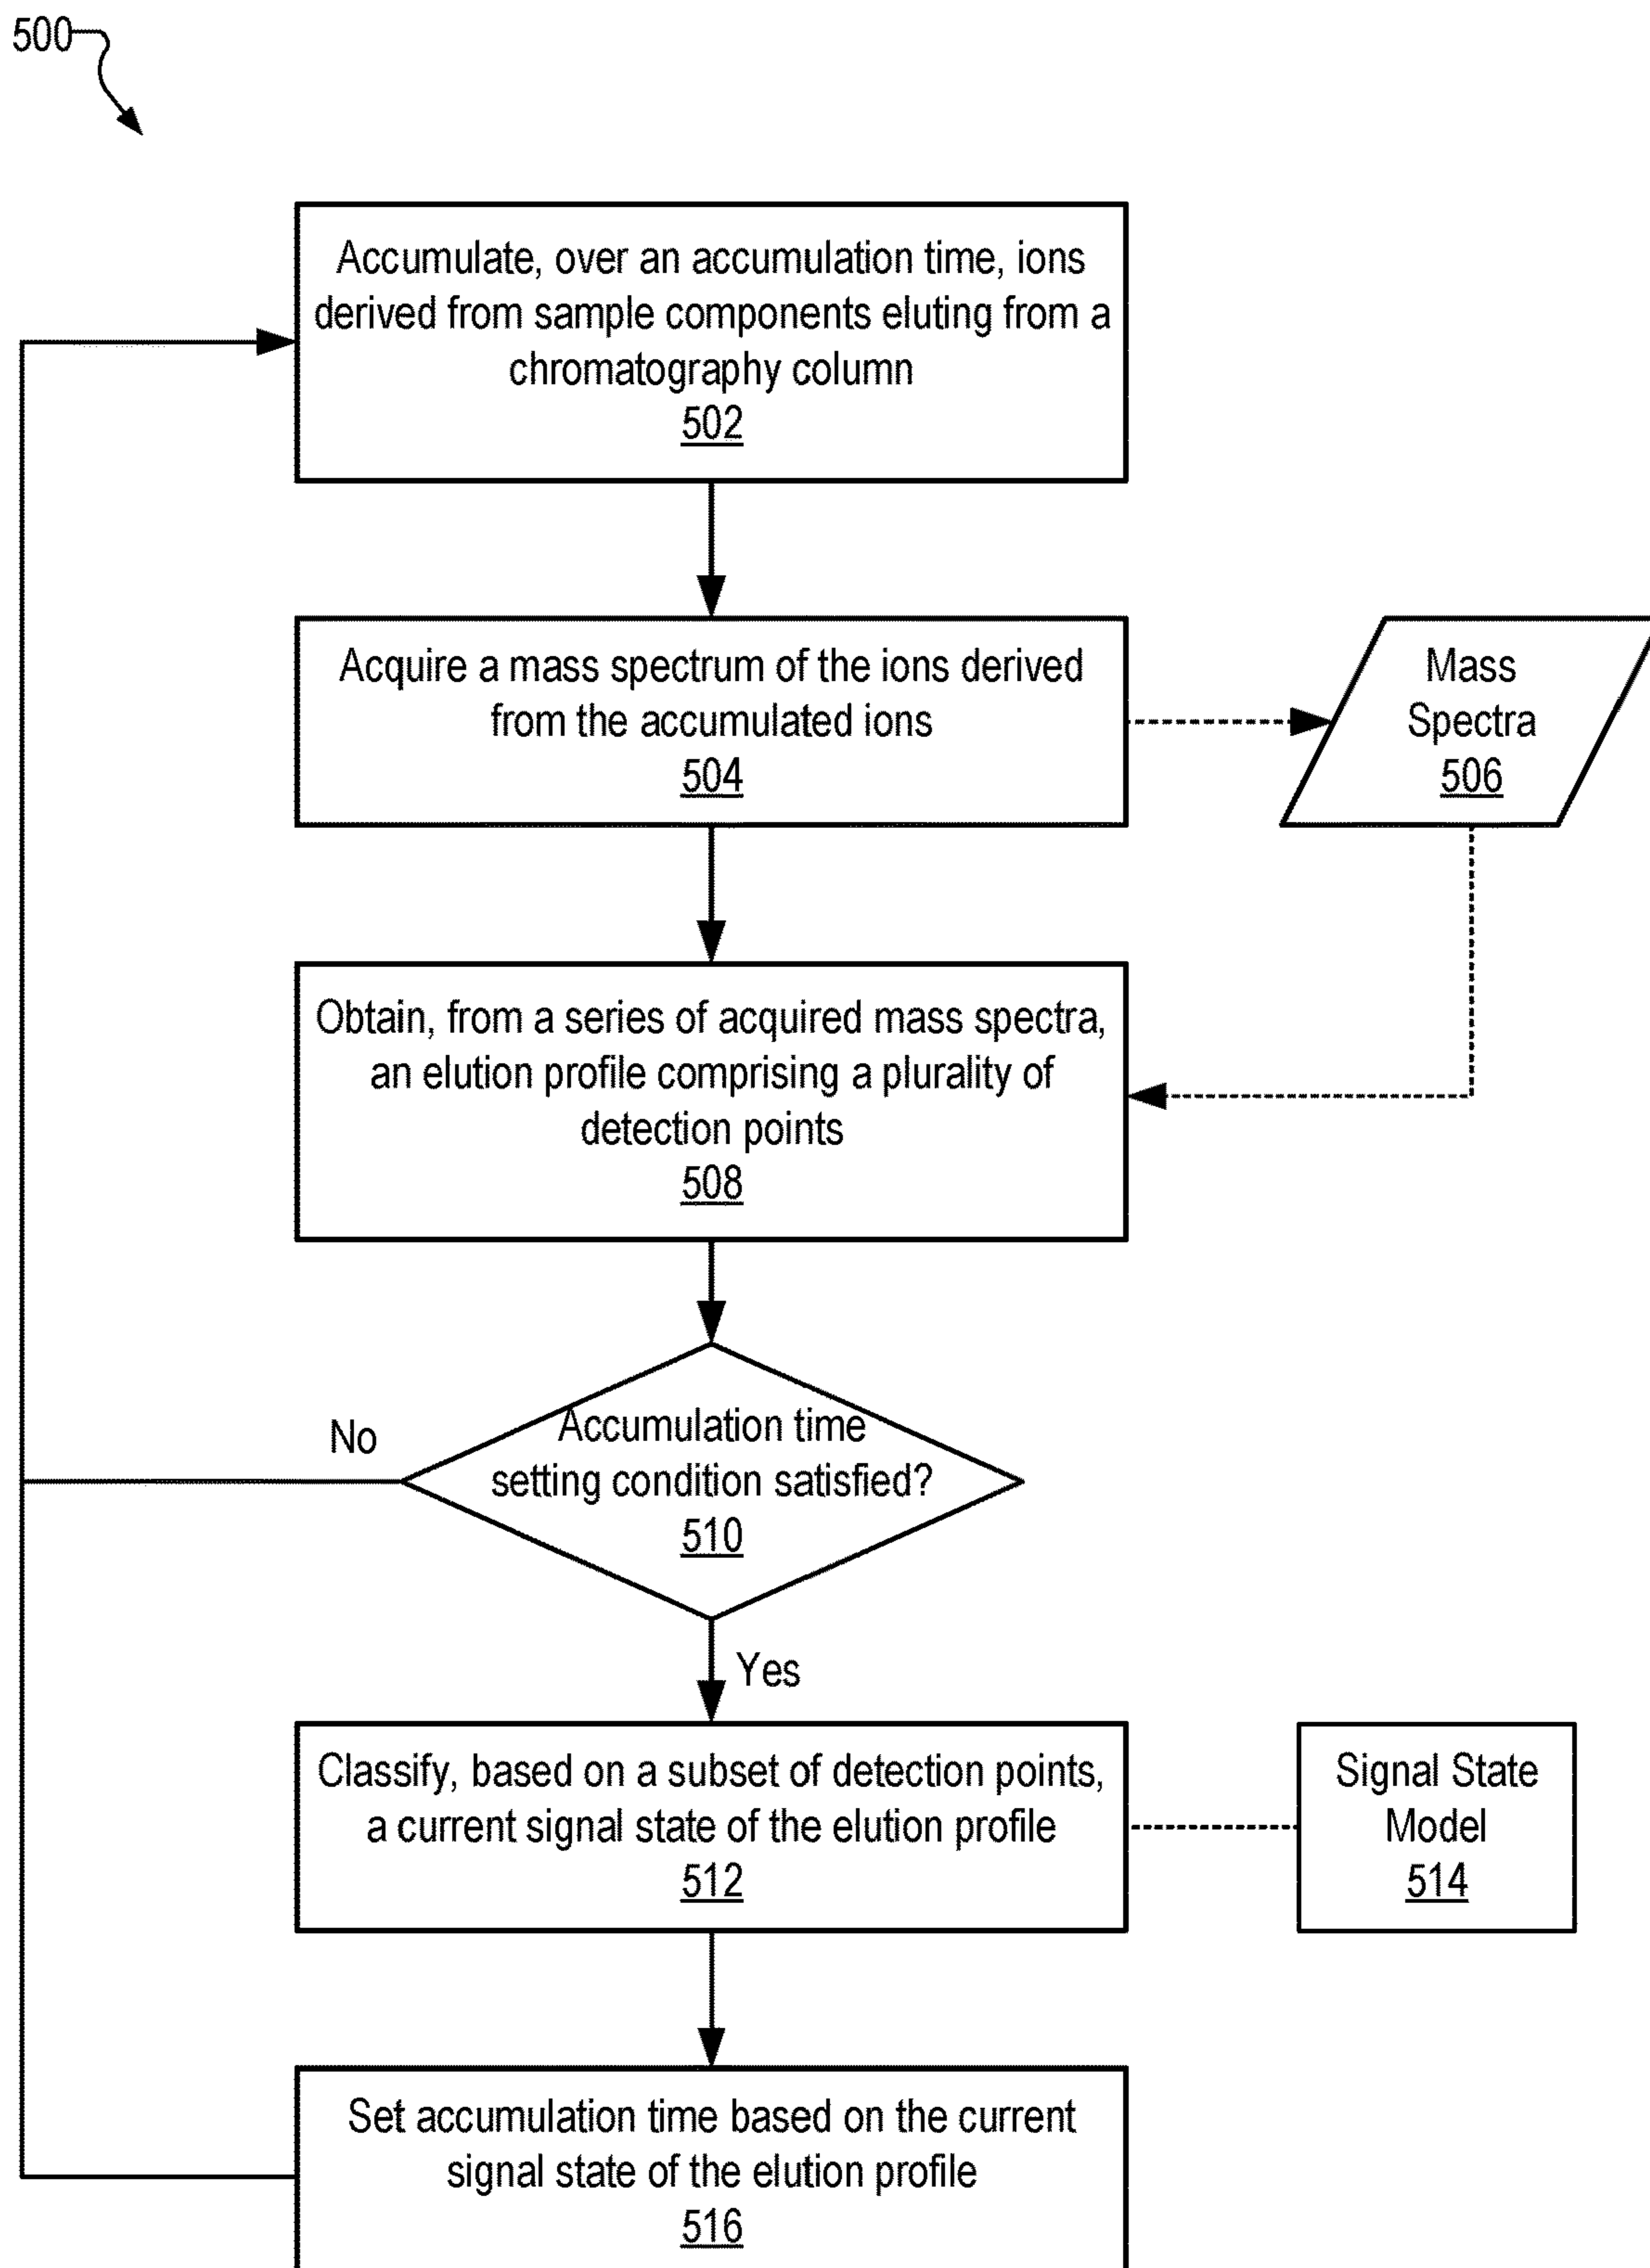 500
Accumulate, over an accumulation time, ions
derived from sample components eluting from a
chromatography column
502
Acquire a mass spectrum of the ions derived
from the accumulated ions
504
Mass
Spectra
506
Obtain, from a series of acquired mass spectra,
an elution profile comprising a plurality of
detection points
508
Accumulation time
setting condition satisfied?
510
No
Yes
Classify, based on a subset of detection points,
a current signal state of the elution profile
512
Signal State
Model
514
Set accumulation time based on the current
signal state of the elution profile
516